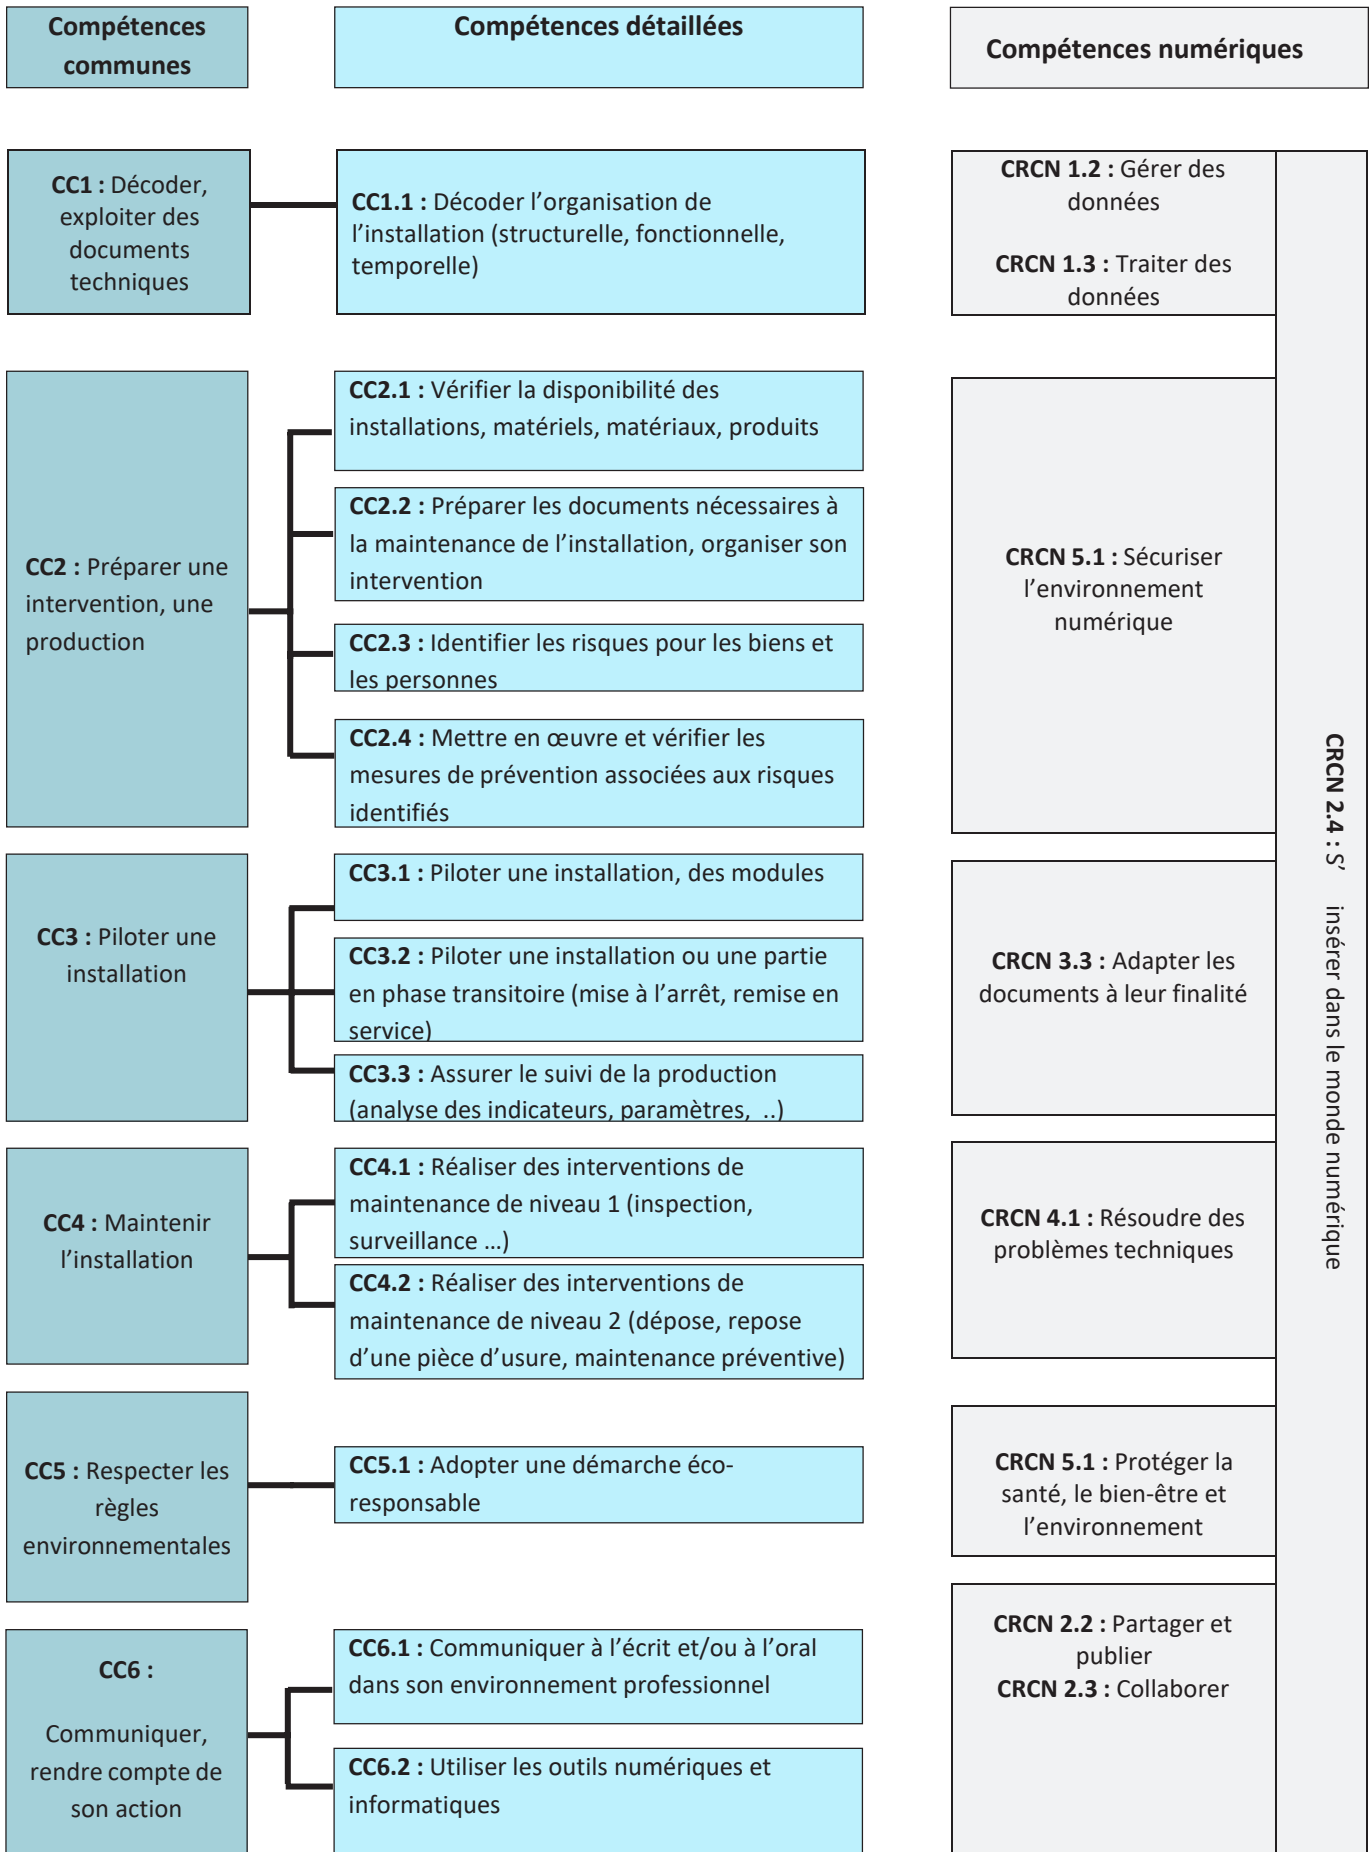 Compétences
communes
Compétences détaillées
Compétences numériques
CC1 : Décoder,
exploiter des
documents
techniques
CC1.1 : Décoder l’organisation de
l’installation (structurelle, fonctionnelle,
temporelle)
CRCN 1.2 : Gérer des
données
CRCN 1.3 : Traiter des
données
CC2 : Préparer une
intervention, une
production
CC2.1 : Vérifier la disponibilité des
installations, matériels, matériaux, produits
CC2.2 : Préparer les documents nécessaires à
la maintenance de l’installation, organiser son
intervention
CC2.3 : Identifier les risques pour les biens et
les personnes
CC2.4 : Mettre en œuvre et vérifier les
mesures de prévention associées aux risques
identifiés
CRCN 5.1 : Sécuriser
l’environnement
numérique
CC3 : Piloter une
installation
CC3.1 : Piloter une installation, des modules
CC3.2 : Piloter une installation ou une partie
en phase transitoire (mise à l’arrêt, remise en
service)
CC3.3 : Assurer le suivi de la production
(analyse des indicateurs, paramètres, ..)
CRCN 3.3 : Adapter les
documents à leur finalité
CC4 : Maintenir
l’installation
CC4.1 : Réaliser des interventions de
maintenance de niveau 1 (inspection,
surveillance …)
CC4.2 : Réaliser des interventions de
maintenance de niveau 2 (dépose, repose
d’une pièce d’usure, maintenance préventive)
CRCN 4.1 : Résoudre des
problèmes techniques
CC5 : Respecter les
règles
environnementales
CC5.1 : Adopter une démarche éco-
responsable
CRCN 5.1 : Protéger la
santé, le bien-être et
l’environnement
CC6 :
Communiquer,
rendre compte de
son action
CC6.1 : Communiquer à l’écrit et/ou à l’oral
dans son environnement professionnel
CC6.2 : Utiliser les outils numériques et
informatiques
CRCN 2.2 : Partager et
publier
CRCN 2.3 : Collaborer
CRCN 2.4 : S’ insérer dans le monde numérique